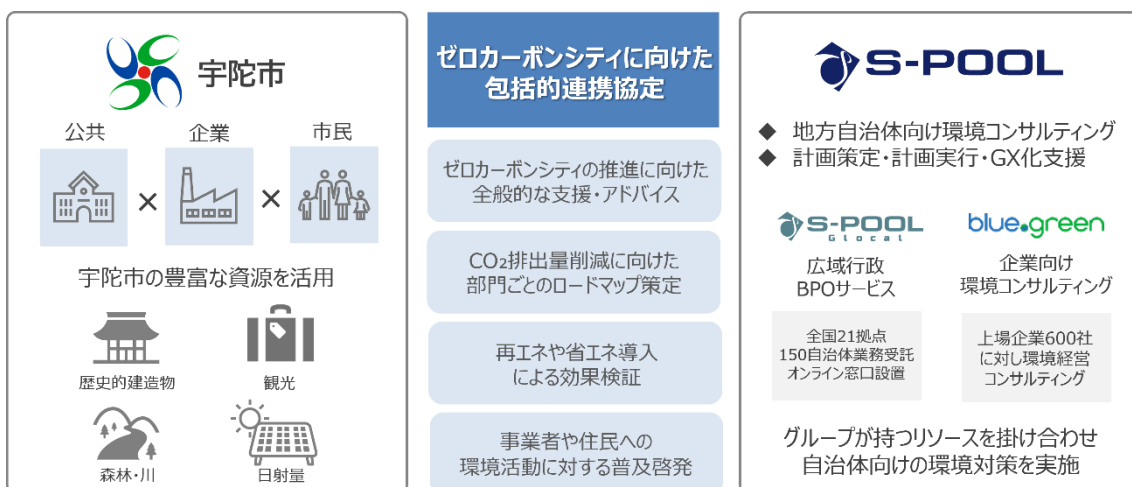 宇陀市
公共
企業
市民
×
×
宇陀市の豊富な資源を活用
歴史的建造物
観光
森林・川
日射量
ゼロカーボンシティに向けた
包括的連携協定
ゼロカーボンシティの推進に向けた
全般的な支援・アドバイス
CO₂排出量削減に向けた
部門ごとのロードマップ策定
再エネや省エネ導入
による効果検証
事業者や住民への
環境活動に対する普及啓発
S-POOL
◆ 地方自治体向け環境コンサルティング
◆ 計画策定・計画実行・GX化支援
S-POOL
Glocal
広域行政
BPOサービス
全国21拠点
150自治体業務受託
オンライン窓口設置
blue.green
企業向け
環境コンサルティング
上場企業600社
に対し環境経営
コンサルティング
グループが持つリソースを掛け合わせ
自治体向けの環境対策を実施